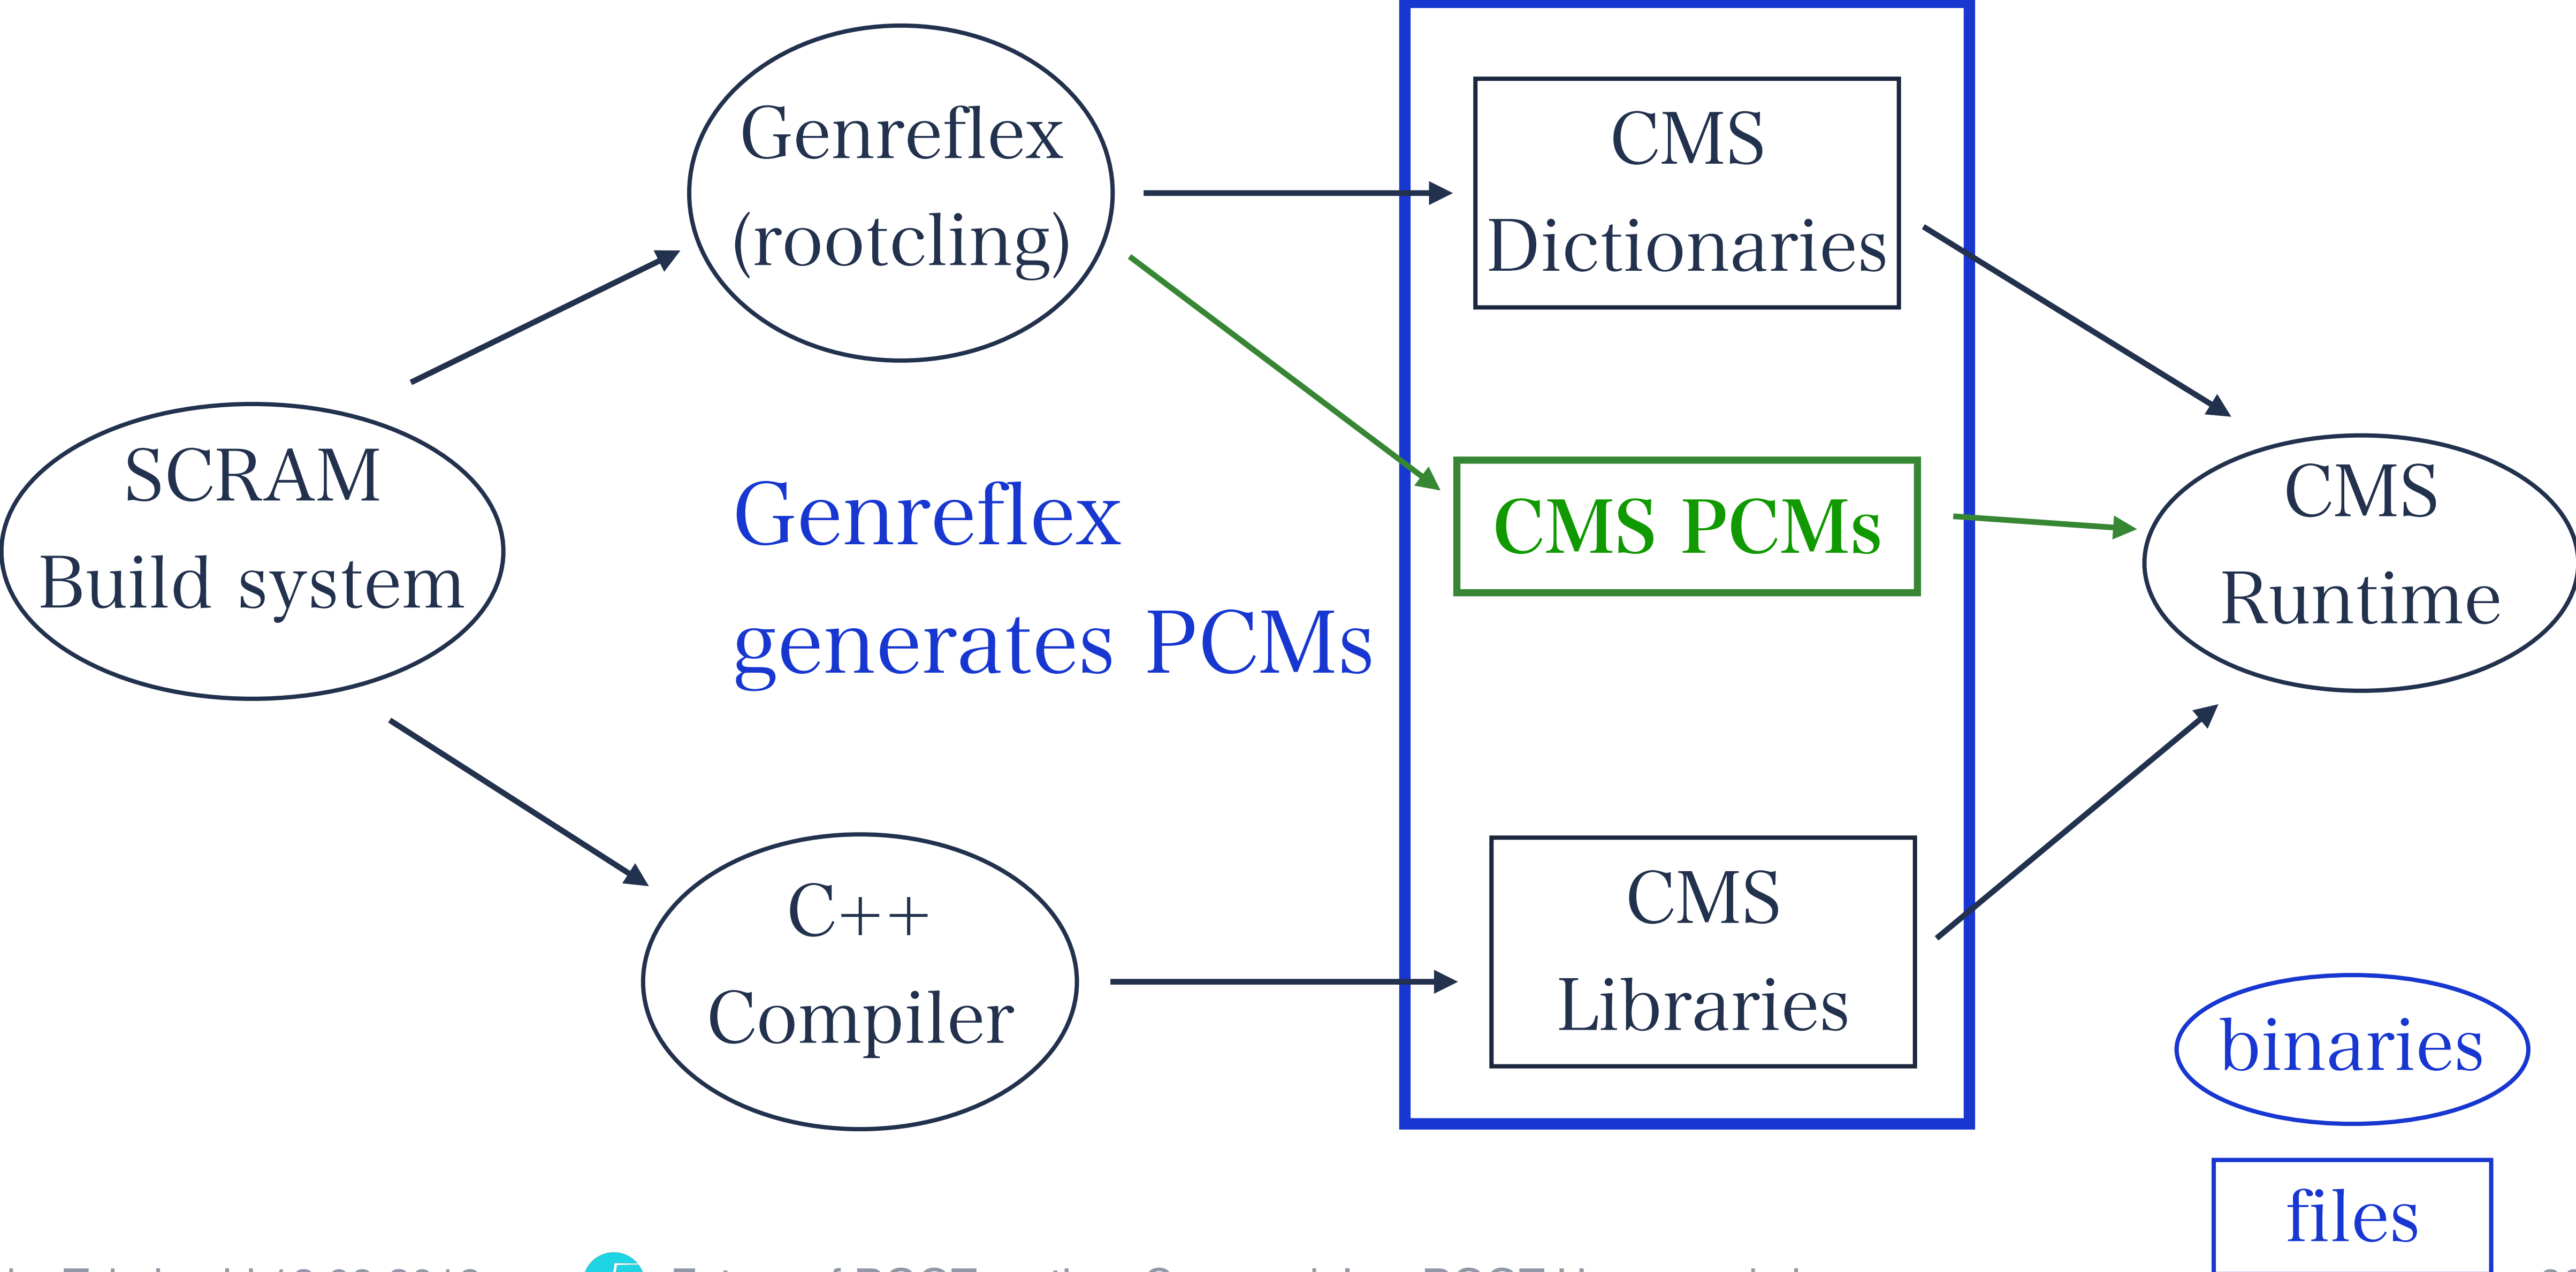 Genreflex
(rootcling)
CMS
Dictionaries
SCRAM
Build system
Genreflex
generates PCMs
CMS PCMs
CMS
Runtime
C++
Compiler
CMS
Libraries
binaries
files